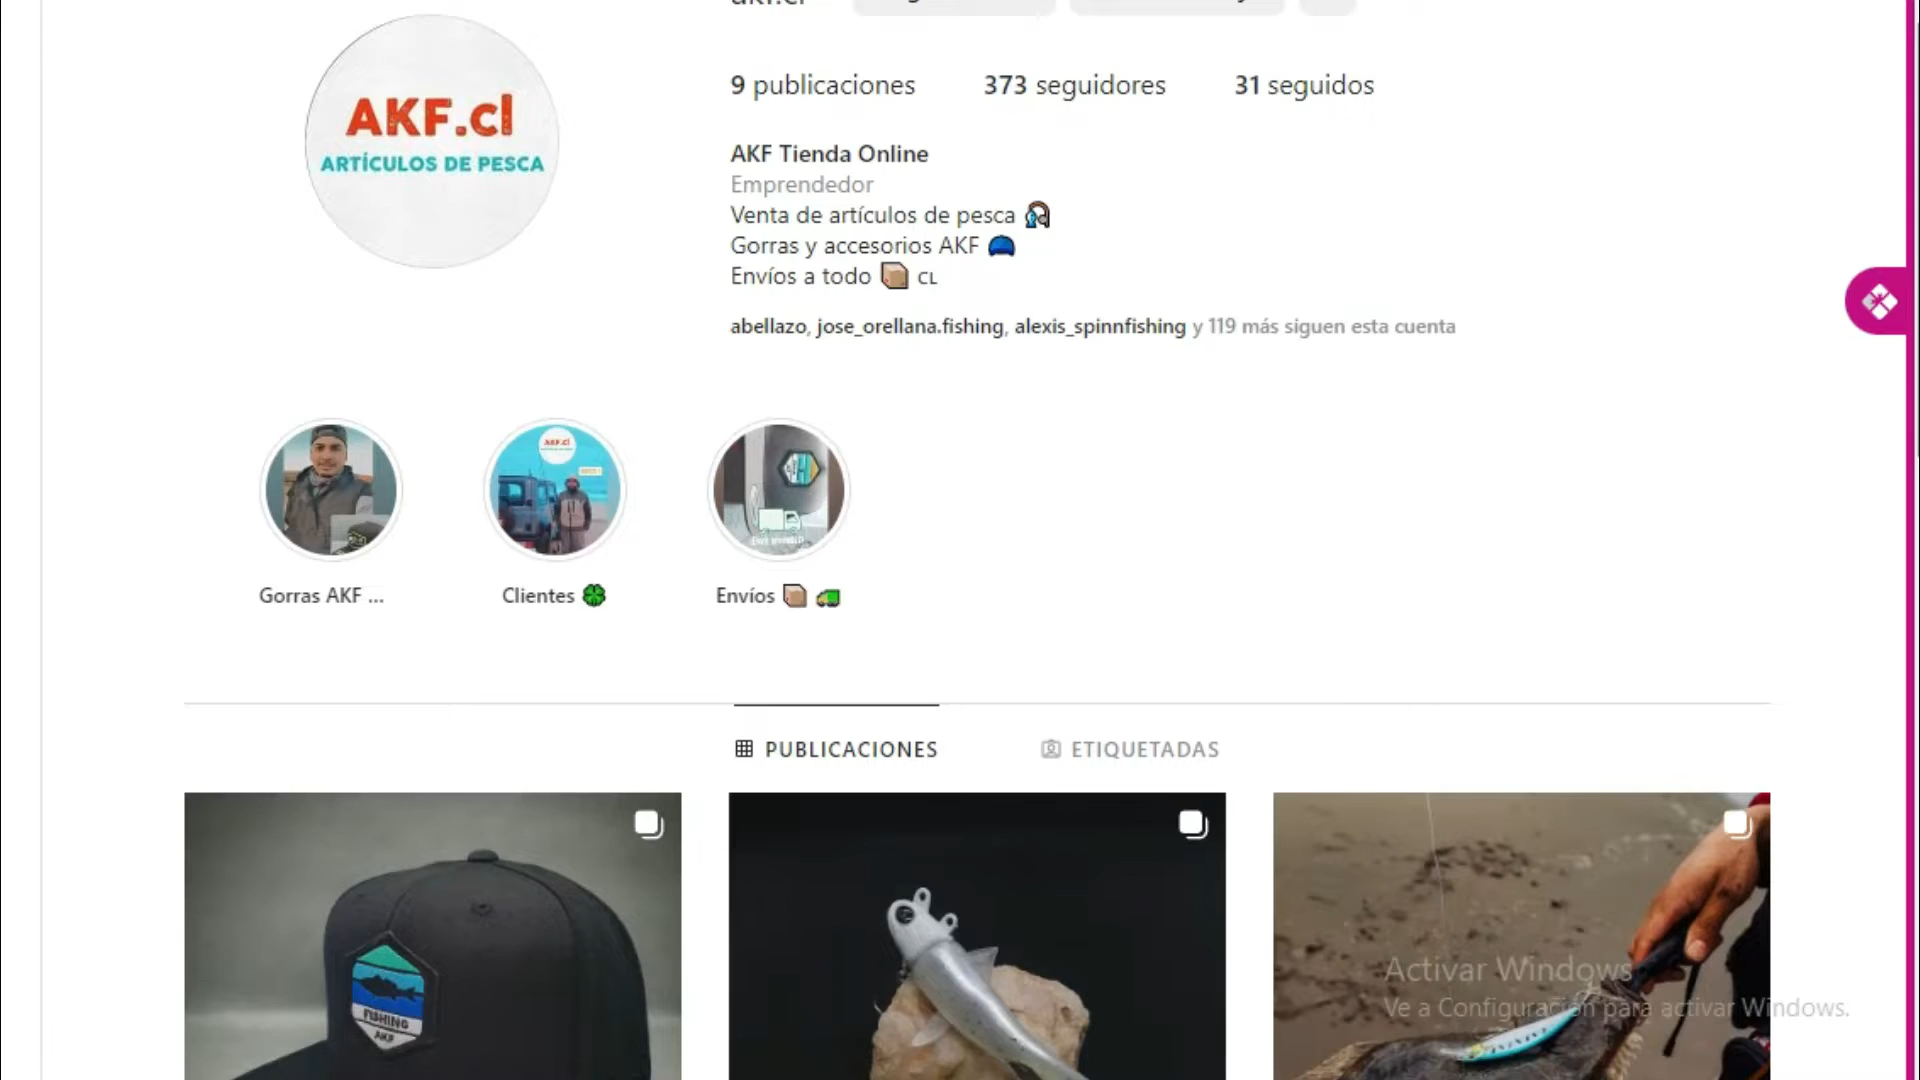 9 publicaciones 373 seguidores 31 seguidos
AKF.cl
ARTÍCULOS DE PESCA
AKF Tienda Online
Emprendedor
Venta de artículos de pesca
Gorras y accesorios AKF
Envíos a todo CL
abellazo, jose_orellana.fishing, alexis_spinnfishing y 119 más siguen esta cuenta
AKF.cl
Gorras AKF ...
Clientes
Envíos
PUBLICACIONES ETIQUETADAS
FISHING
AKF
Activar Windows
Ve a Configuración para activar Windows.